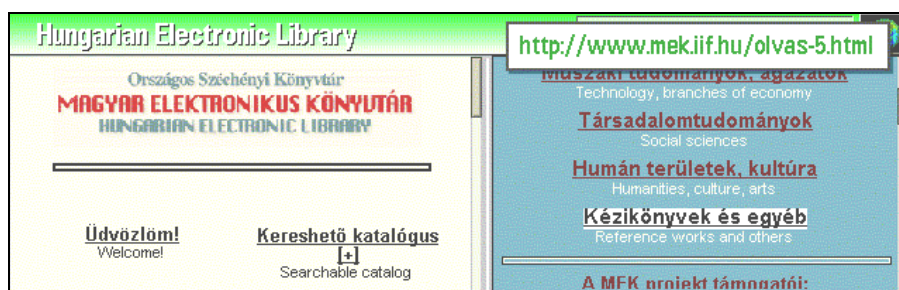 Hungarian Electronic Library
http://www.mek.iif.hu/olvas-5.html
Országos Széchényi Könyvtár
MAGYAR ELEKTRONIKUS KÖNYVTÁR
HUNGARIAN ELECTRONIC LIBRARY
Üdvözlöm!
Welcome!
Kereshető katalógus
[+]
Searchable catalog
Műszaki tudományok, ágazatok
Technology, branches of economy
Társadalomtudományok
Social sciences
Humán területek, kultúra
Humanities, culture, arts
Kézikönyvek és egyéb
Reference works and others
A MEK projekt támogatói: